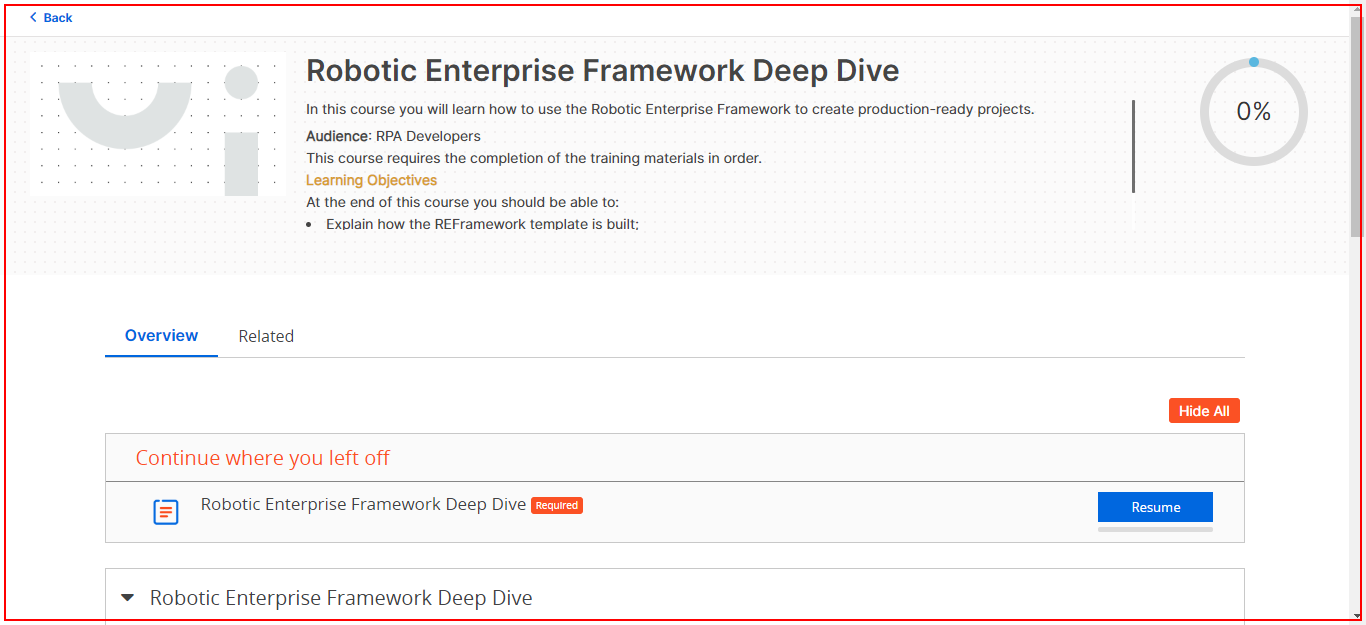 Back
Robotic Enterprise Framework Deep Dive
In this course you will learn how to use the Robotic Enterprise Framework to create production-ready projects.
Audience: RPA Developers
This course requires the completion of the training materials in order.
Learning Objectives
At the end of this course you should be able to:
• Explain how the REFramework template is built;
0%
Overview Related
Hide All
Continue where you left off
Robotic Enterprise Framework Deep Dive Required
Resume
Robotic Enterprise Framework Deep Dive